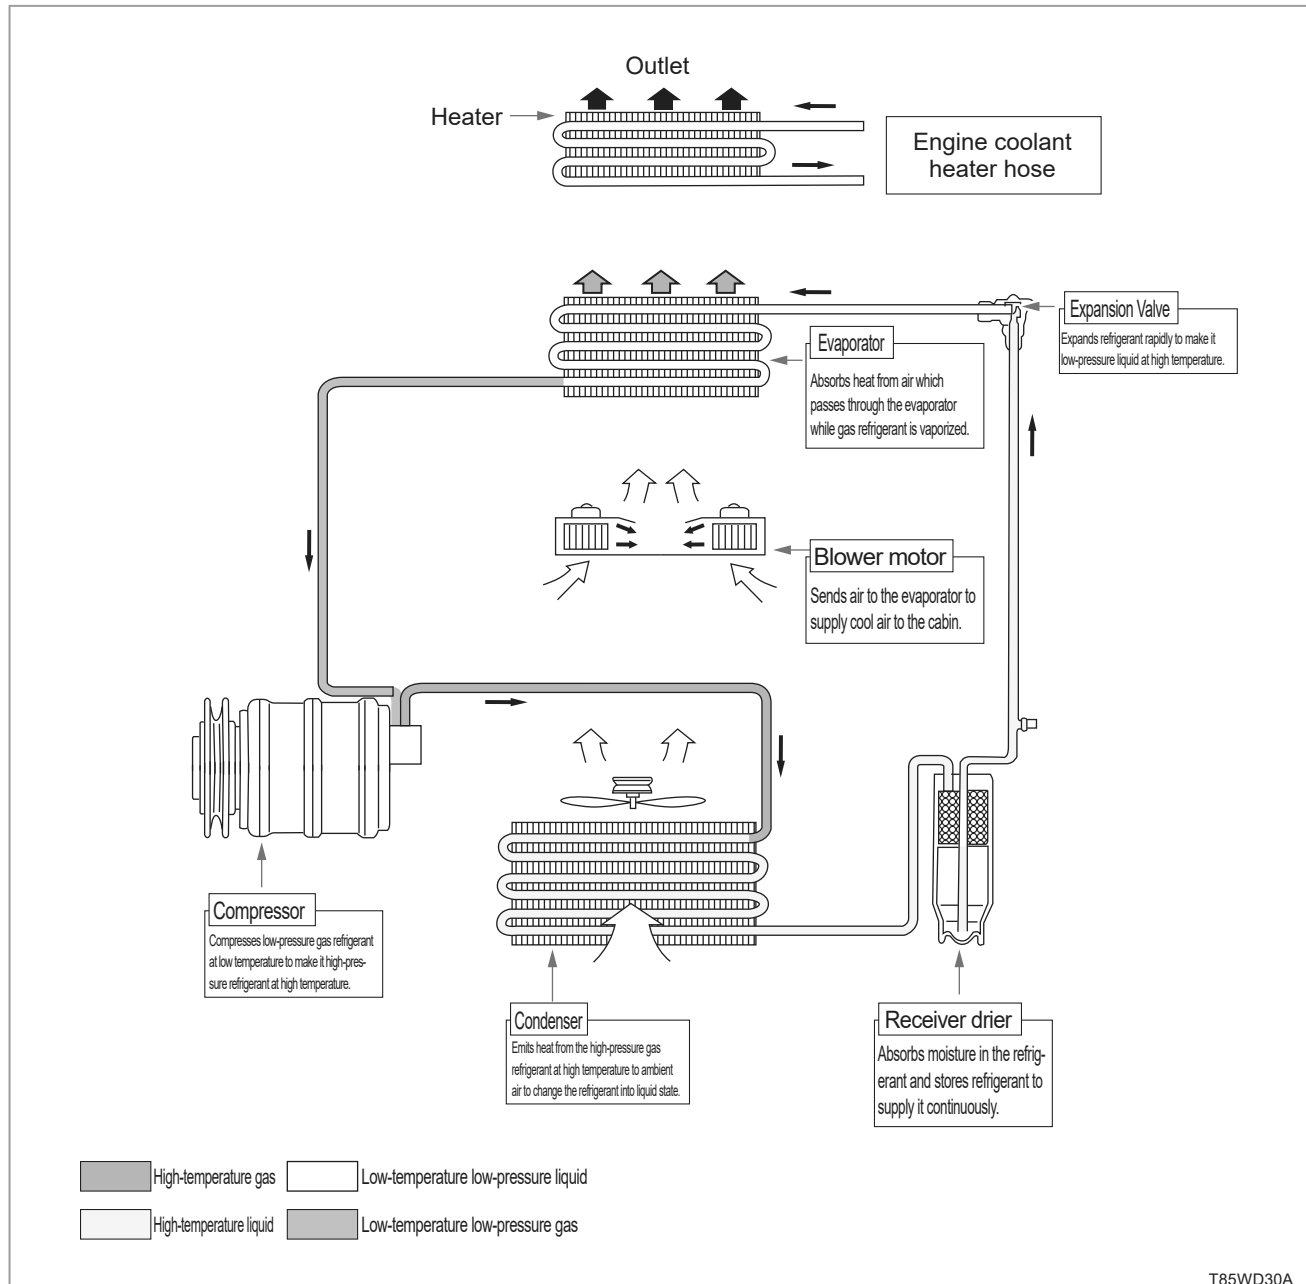 Outlet
Heater
Engine coolant
heater hose
Expansion Valve
Expands refrigerant rapidly to make it
low-pressure liquid at high temperature.
Evaporator
Absorbs heat from air which
passes through the evaporator
while gas refrigerant is vaporized.
Blower motor
Sends air to the evaporator to
supply cool air to the cabin.
Compressor
Compresses low-pressure gas refrigerant
at low temperature to make it high-pres-
sure refrigerant at high temperature.
Condenser
Emits heat from the high-pressure gas
refrigerant at high temperature to ambient
air to change the refrigerant into liquid state.
Receiver drier
Absorbs moisture in the refrig-
erant and stores refrigerant to
supply it continuously.
High-temperature gas
Low-temperature low-pressure liquid
High-temperature liquid
Low-temperature low-pressure gas
T85WD30A